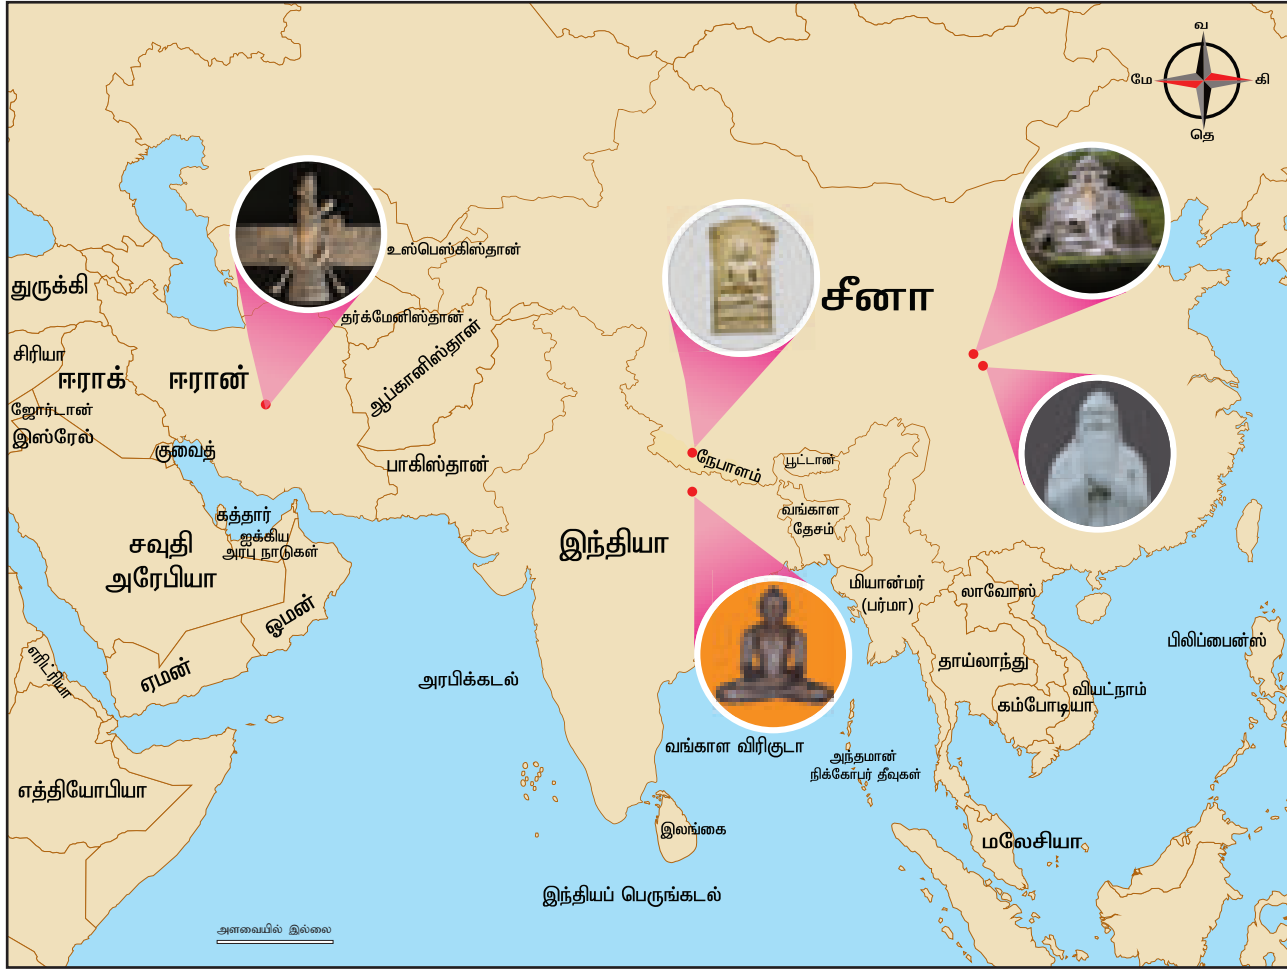 வ
மே
கி
தெ
உஸ்பெஸ்கிஸ்தான்
துருக்கி
சீனா
தர்க்மேனிஸ்தான்
சிரியா
ஈராக்
ஈரான்
ஆப்கானிஸ்தான்
ஜோர்டான்
இஸ்ரேல்
குவைத்
பாகிஸ்தான்
நேபாளம்
பூட்டான்
கத்தார்
ஐக்கிய
அரபு நாடுகள்
வங்காள
தேசம்
சவுதி
அரேபியா
இந்தியா
மியான்மர்
(பர்மா)
லாவோஸ்
ஓமன்
பிலிப்பைன்ஸ்
எரிட்ரியா
ஏமன்
அரபிக்கடல்
தாய்லாந்து
வியட்நாம்
கம்போடியா
வங்காள விரிகுடா
அந்தமான்
நிக்கோபர் தீவுகள்
எத்தியோபியா
இலங்கை
மலேசியா
இந்தியப் பெருங்கடல்
அளவையில் இல்லை